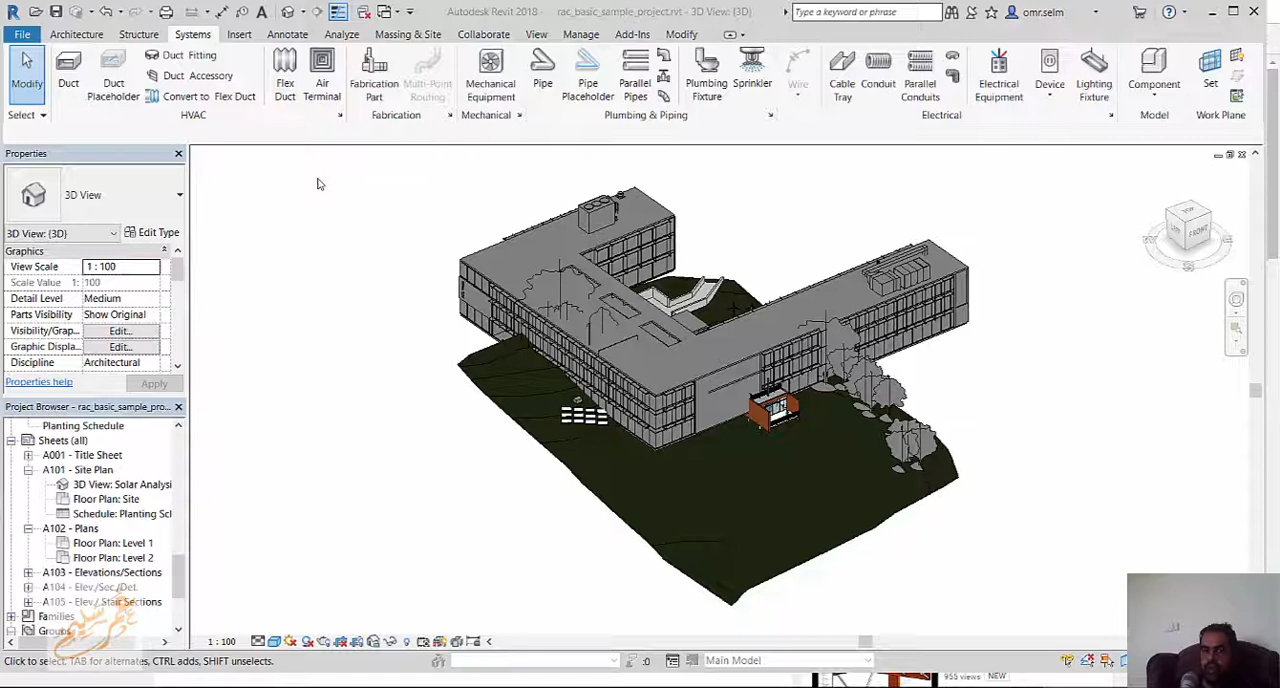 Autodesk Revit 2018 - rac_basic_sample_project.rvt - 3D View: {3D}
Type a keyword or phrase
omr.selm
File Architecture Structure Systems Insert Annotate Analyze Massing & Site Collaborate View Manage Add-Ins Modify
Modify
Select
Duct
Duct Placeholder
Duct Fitting
Duct Accessory
Convert to Flex Duct
Flex Duct
Air Terminal
HVAC
Fabrication Part
Multi-Point Routing
Fabrication
Mechanical Equipment
Mechanical
Pipe
Pipe Placeholder
Parallel Pipes
Plumbing Fixture
Sprinkler
Plumbing & Piping
Wire
Cable Tray
Conduit
Parallel Conduits
Electrical Equipment
Device
Lighting Fixture
Electrical
Component
Model
Set
Work Plane
Properties
3D View
3D View: {3D}
Edit Type
Graphics
View Scale 1 : 100
Scale Value 1: 100
Detail Level Medium
Parts Visibility Show Original
Visibility/Grap... Edit...
Graphic Displa... Edit...
Discipline Architectural
Properties help
Apply
Project Browser - rac_basic_sample_pro...
Planting Schedule
Sheets (all)
A001 - Title Sheet
A101 - Site Plan
3D View: Solar Analysi
Floor Plan: Site
Schedule: Planting Scl
A102 - Plans
Floor Plan: Level 1
Floor Plan: Level 2
A103 - Elevations/Sections
A104 - Elev./Sec./Det.
A105 - Elev./ Stair Sections
Families
Groups
TOP
FRONT
1 : 100
Click to select, TAB for alternates, CTRL adds, SHIFT unselects.
:0
Main Model
955 views
NEW